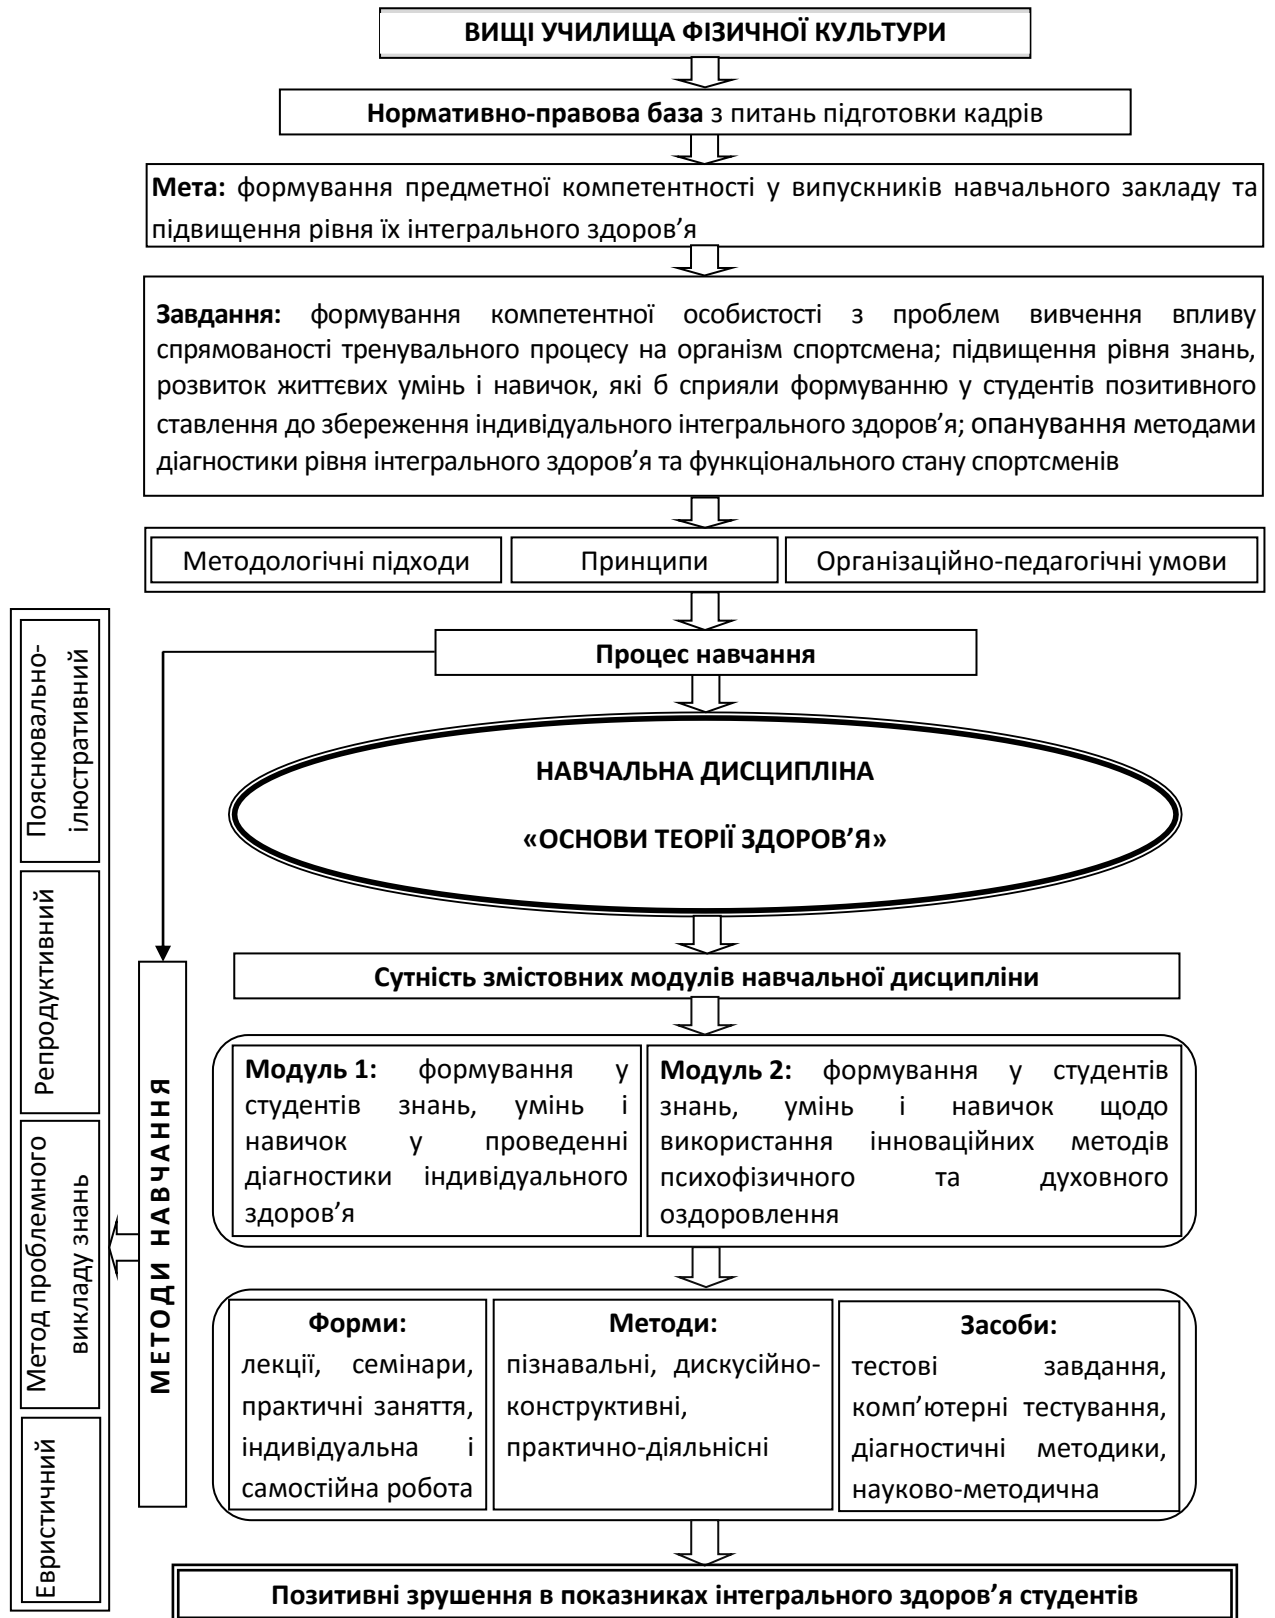 ВИЩІ УЧИЛИЩА ФІЗИЧНОЇ КУЛЬТУРИ
Нормативно-правова база з питань підготовки кадрів
Мета: формування предметної компетентності у випускників навчального закладу та
підвищення рівня їх інтегрального здоров’я
Завдання: формування компетентної особистості з проблем вивчення впливу
спрямованості тренувального процесу на організм спортсмена; підвищення рівня знань,
розвиток життєвих умінь і навичок, які б сприяли формуванню у студентів позитивного
ставлення до збереження індивідуального інтегрального здоров’я; опанування методами
діагностики рівня інтегрального здоров’я та функціонального стану спортсменів
Методологічні підходи
Принципи
Організаційно-педагогічні умови
Процес навчання
НАВЧАЛЬНА ДИСЦИПЛІНА
«ОСНОВИ ТЕОРІЇ ЗДОРОВ’Я»
Сутність змістовних модулів навчальної дисципліни
Модуль 1: формування у
студентів знань, умінь і
навичок у проведенні
діагностики індивідуального
здоров’я
Модуль 2: формування у студентів
знань, умінь і навичок щодо
використання інноваційних методів
психофізичного та духовного
оздоровлення
Форми:
лекції, семінари,
практичні заняття,
індивідуальна і
самостійна робота
Методи:
пізнавальні, дискусійно-
конструктивні,
практично-діяльнісні
Засоби:
тестові завдання,
комп’ютерні тестування,
діагностичні методики,
науково-методична
Позитивні зрушення в показниках інтегрального здоров’я студентів
МЕТОДИ НАВЧАННЯ
Пояснювально-
ілюстративний
Репродуктивний
Метод проблемного
викладу знань
Евристичний